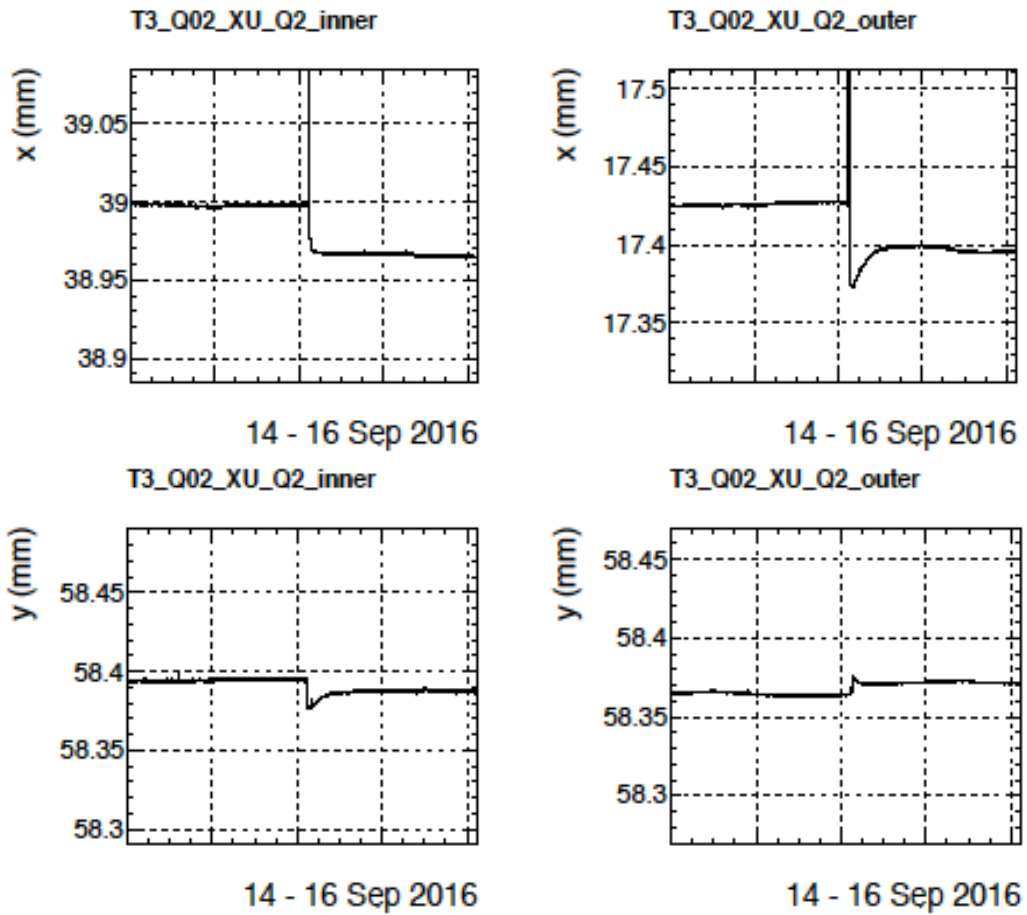 T3_Q02_XU_Q2_inner
x (mm)
39.05
39
38.95
38.9
14 - 16 Sep 2016
T3_Q02_XU_Q2_outer
x (mm)
17.5
17.45
17.4
17.35
14 - 16 Sep 2016
T3_Q02_XU_Q2_inner
y (mm)
58.45
58.4
58.35
58.3
14 - 16 Sep 2016
T3_Q02_XU_Q2_outer
y (mm)
58.45
58.4
58.35
58.3
14 - 16 Sep 2016